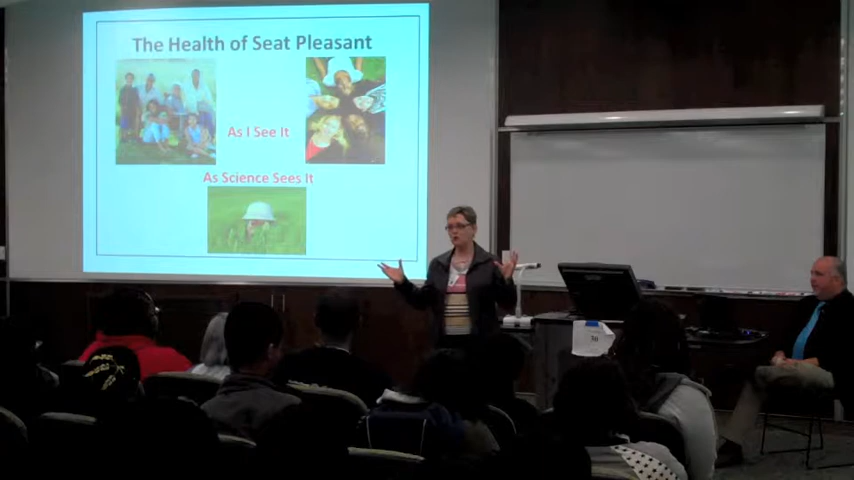 The Health of Seat Pleasant
As I See It
As Science Sees It